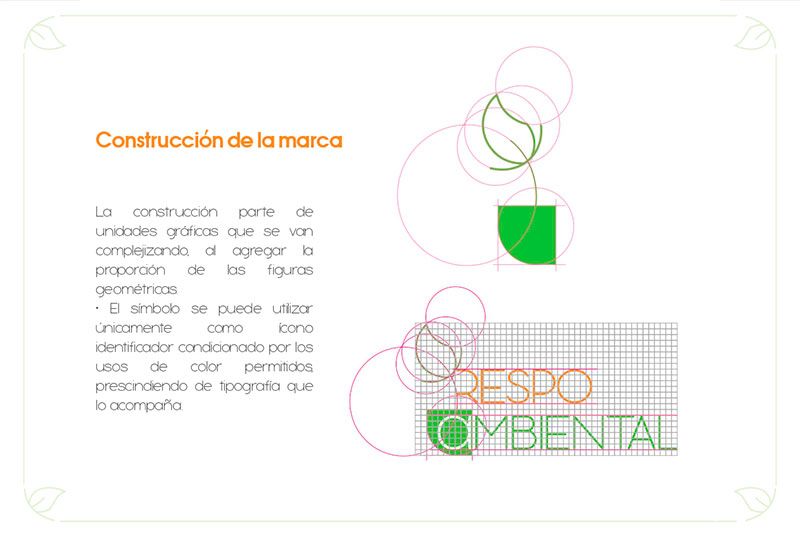 Construcción de la marca
La construcción parte de
unidades gráficas que se van
complejizando, al agregar la
proporción de las figuras
geométricas.
• El símbolo se puede utilizar
únicamente como ícono
identificador condicionado por los
usos de color permitidos,
prescindiendo de tipografía que
lo acompaña.
RESPO
aMBIENTAL